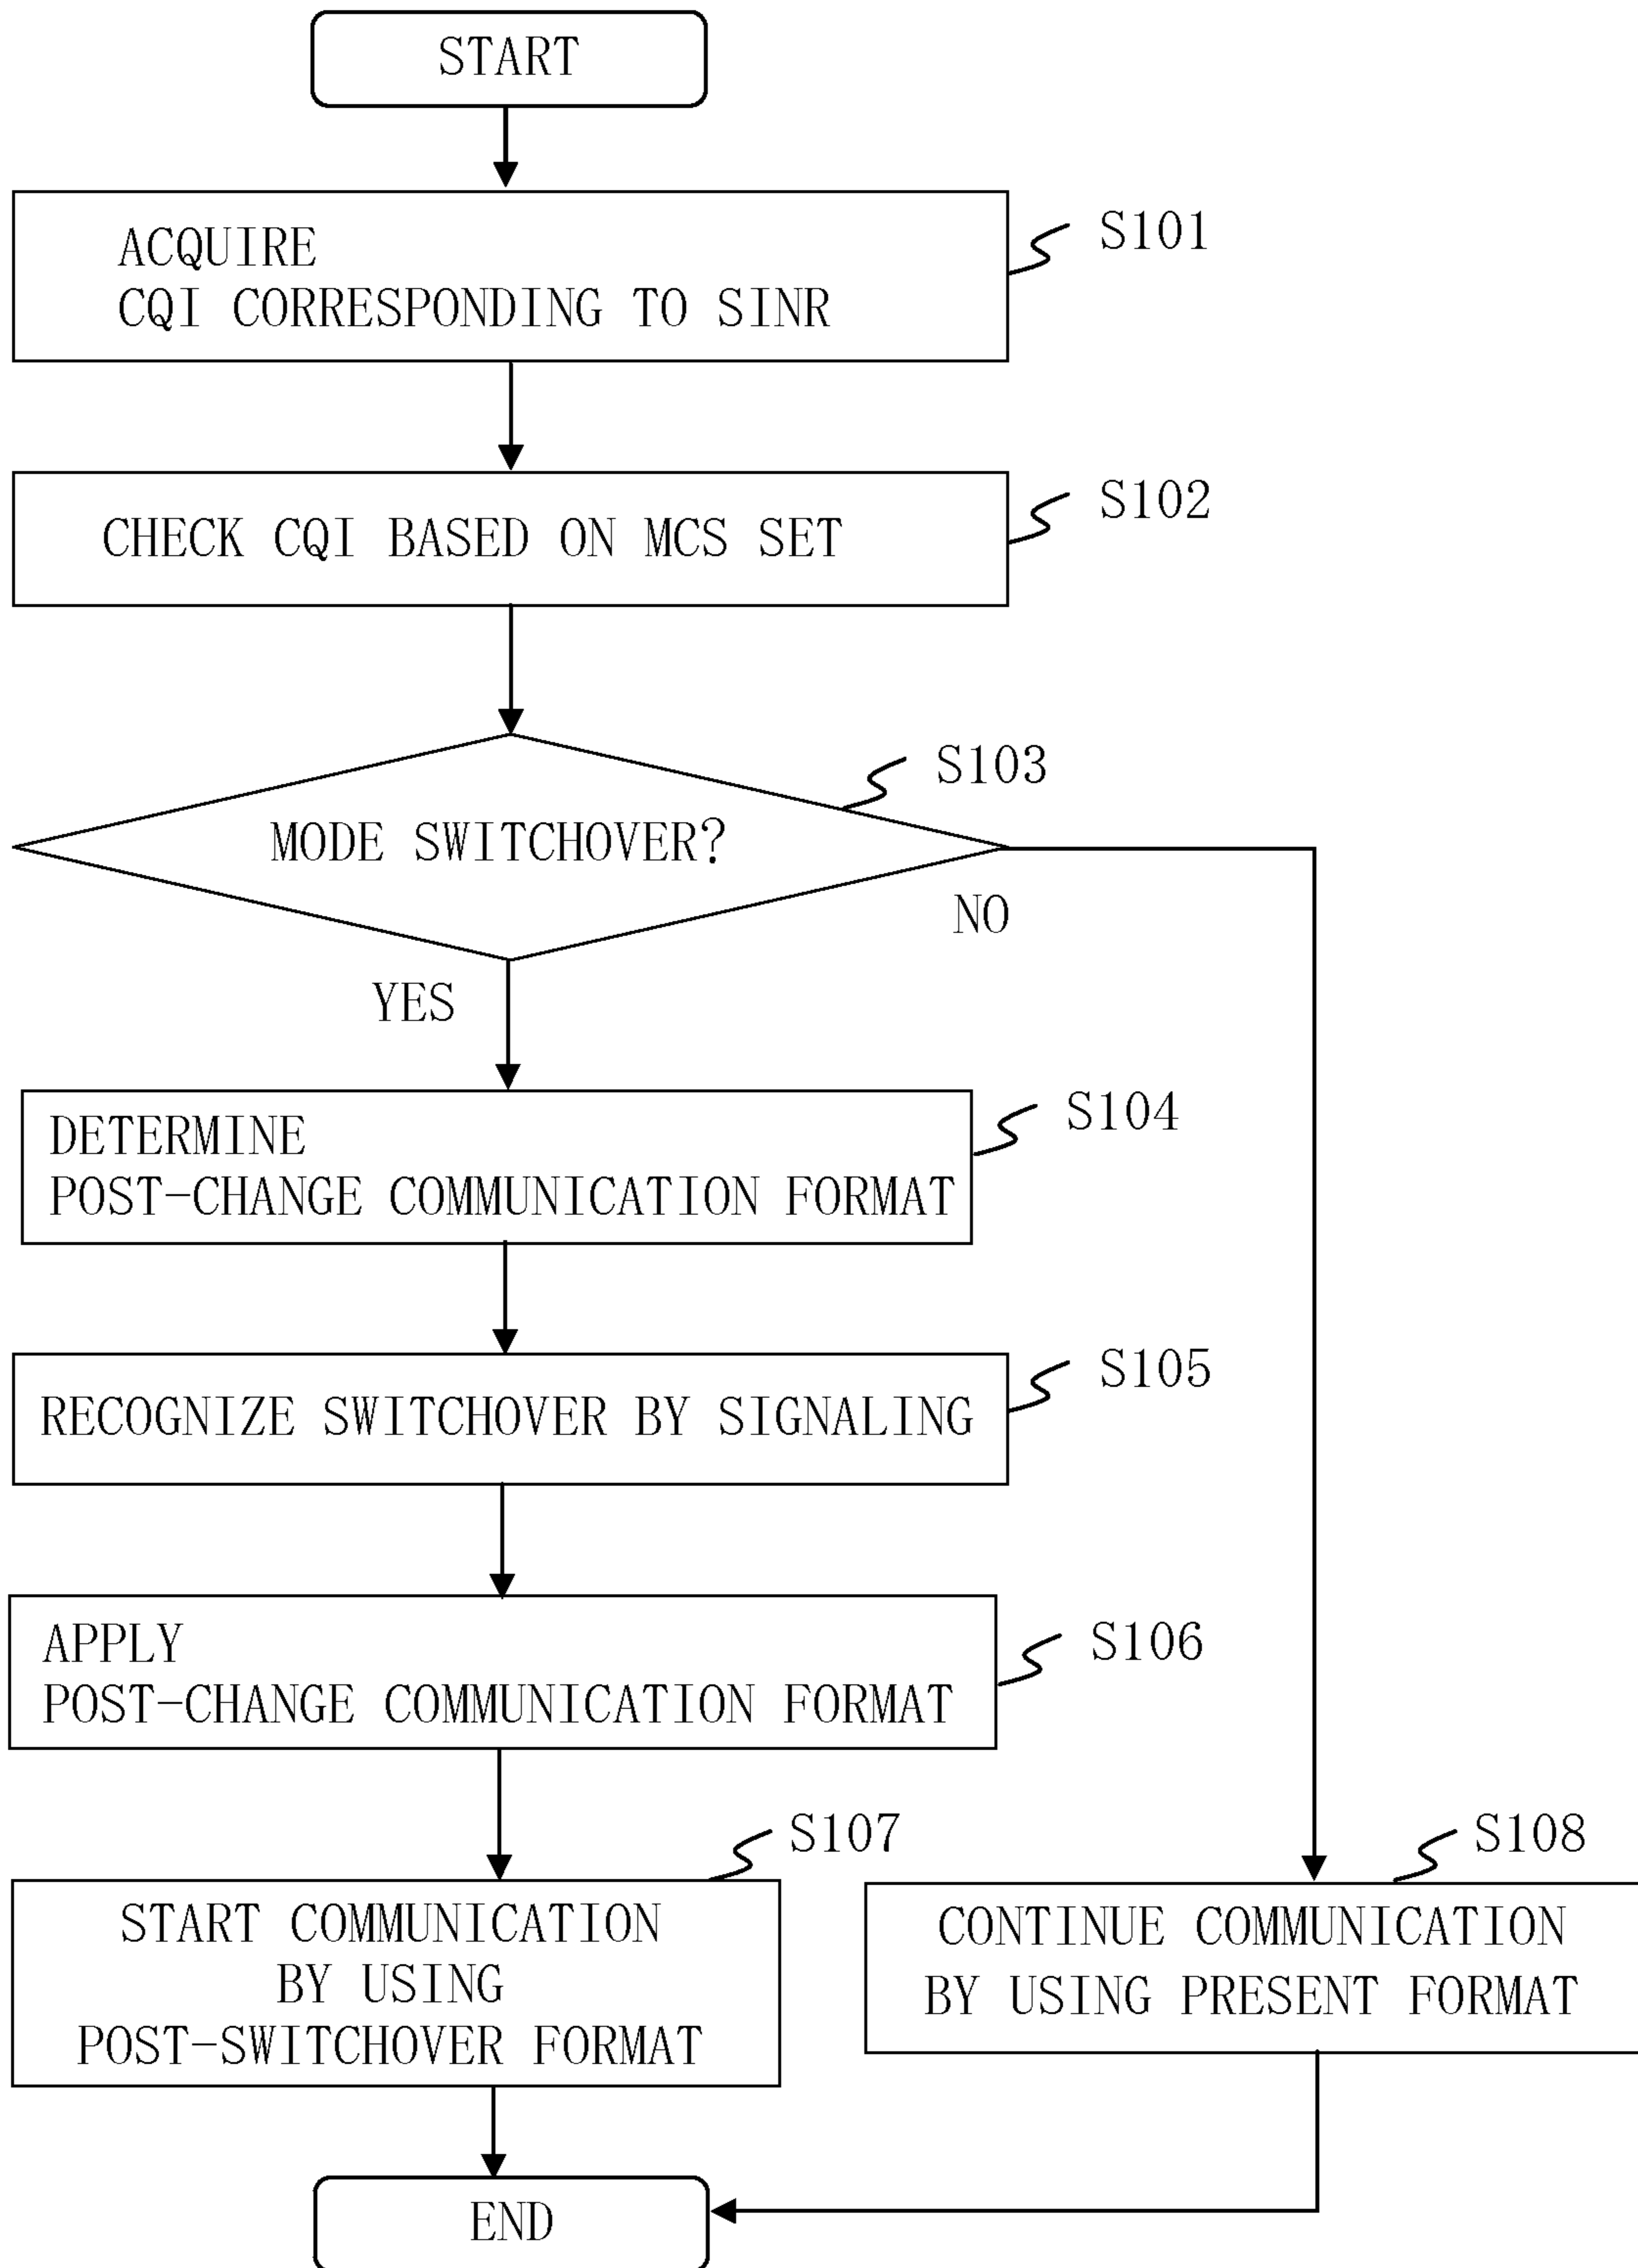 START
ACQUIRE
CQI CORRESPONDING TO SINR
S101
CHECK CQI BASED ON MCS SET
S102
MODE SWITCHOVER?
S103
NO
YES
DETERMINE
POST-CHANGE COMMUNICATION FORMAT
S104
RECOGNIZE SWITCHOVER BY SIGNALING
S105
APPLY
POST-CHANGE COMMUNICATION FORMAT
S106
START COMMUNICATION
BY USING
POST-SWITCHOVER FORMAT
S107
CONTINUE COMMUNICATION
BY USING PRESENT FORMAT
S108
END